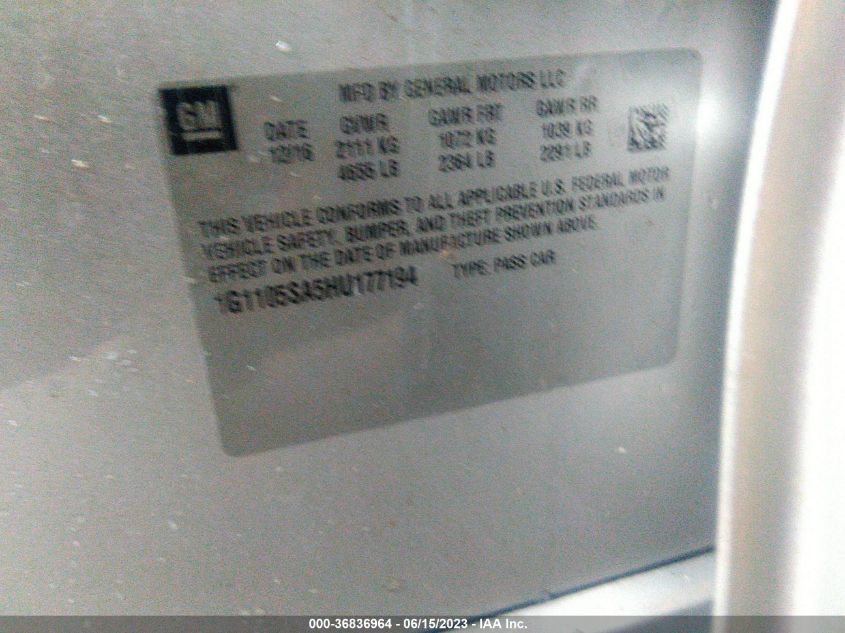 GM
MFD BY GENERAL MOTORS LLC
DATE GVWR GAWR FRT GAWR RR
12/16 2111 KG 1072 KG 1039 KG
4655 LB 2364 LB 2291 LB
THIS VEHICLE CONFORMS TO ALL APPLICABLE U.S. FEDERAL MOTOR
VEHICLE SAFETY, BUMPER, AND THEFT PREVENTION STANDARDS IN
EFFECT ON THE DATE OF MANUFACTURE SHOWN ABOVE.
1G1105SA5HU177194 TYPE: PASS CAR
000-36836964 - 06/15/2023 - IAA Inc.